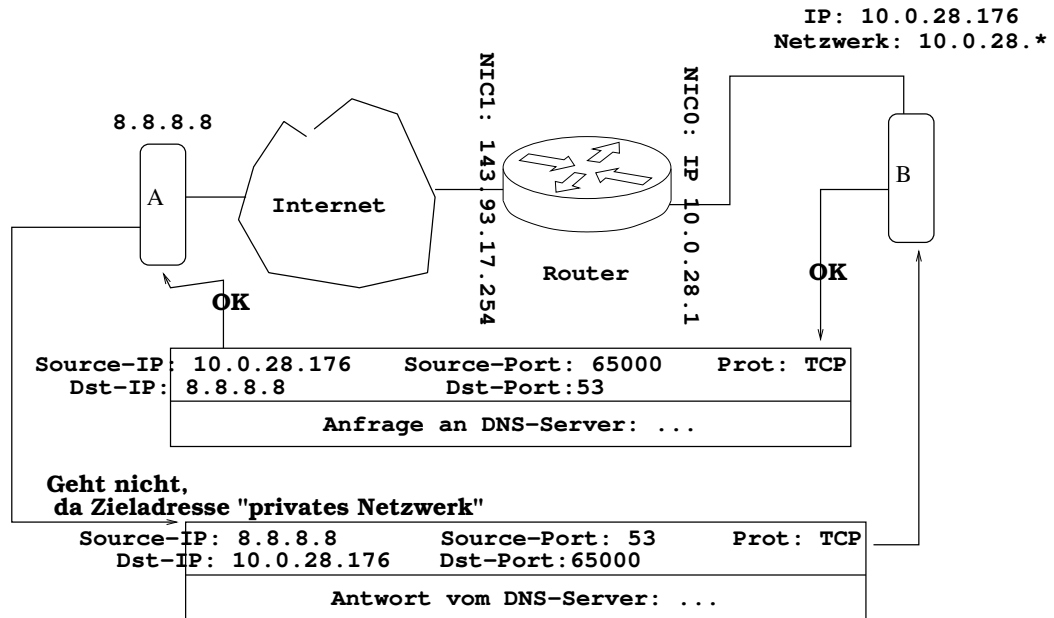 IP: 10.0.28.176
Netzwerk: 10.0.28.*
8.8.8.8
A
Internet
NIC1: 143.93.17.254
Router
NIC0: IP 10.0.28.1
B
OK
OK
Source-IP: 10.0.28.176 Source-Port: 65000 Prot: TCP
Dst-IP: 8.8.8.8 Dst-Port:53
Anfrage an DNS-Server: ...
Geht nicht,
da Zieladresse "privates Netzwerk"
Source-IP: 8.8.8.8 Source-Port: 53 Prot: TCP
Dst-IP: 10.0.28.176 Dst-Port:65000
Antwort vom DNS-Server: ...